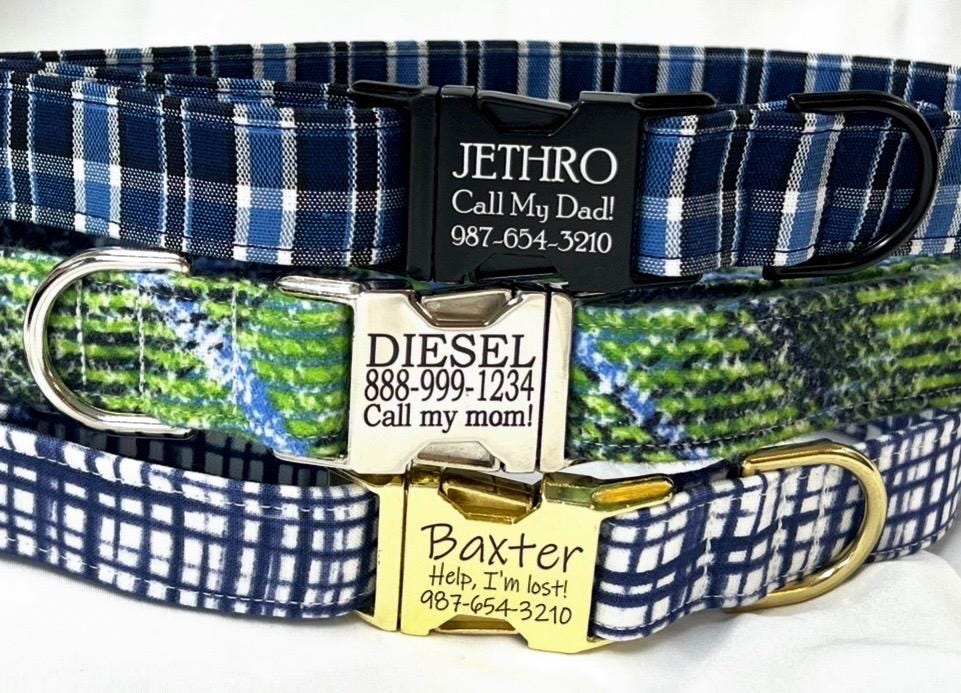 JETHRO
Call My Dad!
987-654-3210
DIESEL
888-999-1234
Call my mom!
Baxter
Help, I'm lost!
987-654-3210